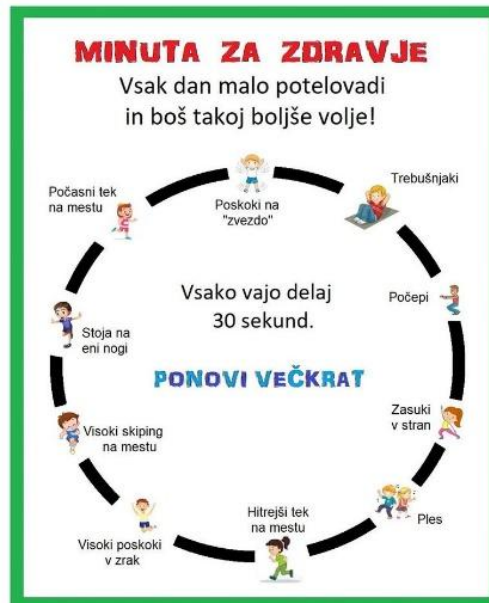 MINUTA ZA ZDRAVJE
Vsak dan malo potelovadi
in boš takoj boljše volje!
Poskoki na
"zvezdo"
Trebušnjaki
Počepi
Zasuki
v stran
Ples
Hitrejši tek
na mestu
Visoki poskoki
v zrak
Visoki skiping
na mestu
Stoja na
eni nogi
Počasni tek
na mestu
Vsako vajo delaj
30 sekund.
PONOVI VEČKRAT